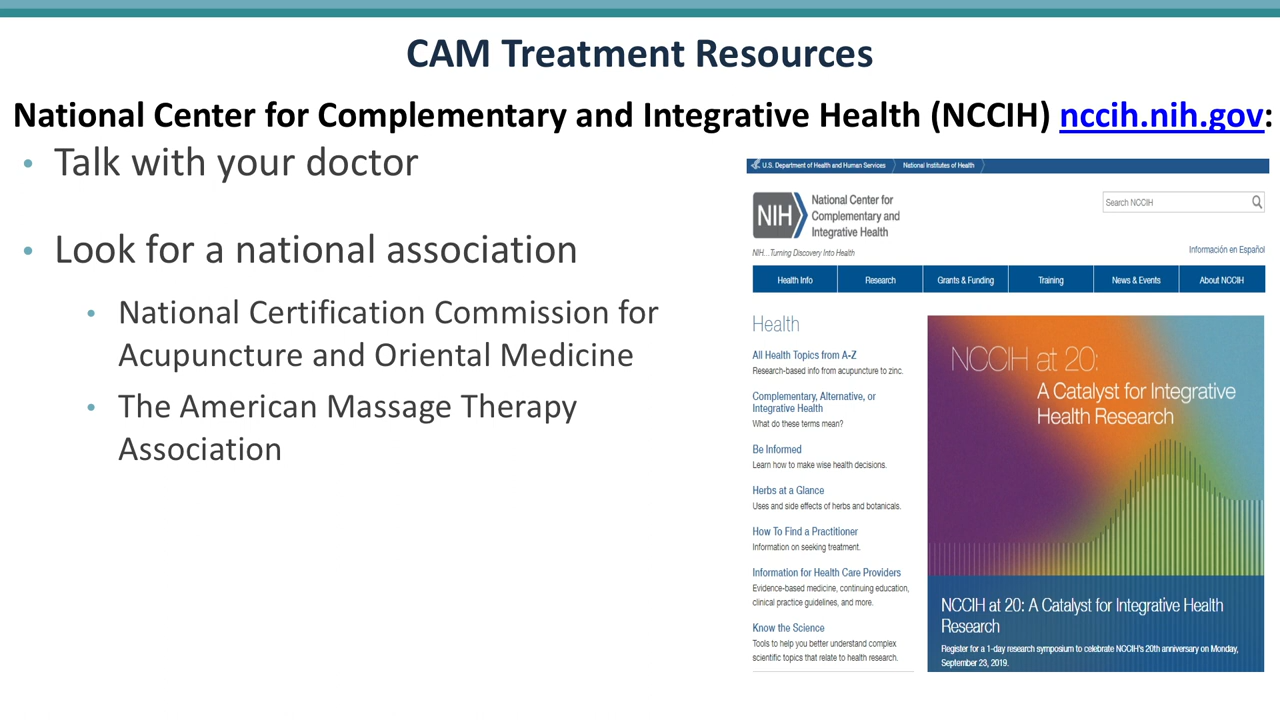 CAM Treatment Resources
National Center for Complementary and Integrative Health (NCCIH) nccih.nih.gov:
• Talk with your doctor
• Look for a national association
• National Certification Commission for
Acupuncture and Oriental Medicine
• The American Massage Therapy
Association
U.S. Department of Health and Human Services
National Institutes of Health
NIH
National Center for
Complementary and
Integrative Health
NIH...Turning Discovery Into Health
Search NCCIH
Información en Español
Health Info Research Grants & Funding Training News & Events About NCCIH
Health
All Health Topics from A-Z
Research-based info from acupuncture to zinc.
Complementary, Alternative, or
Integrative Health
What do these terms mean?
Be Informed
Learn how to make wise health decisions.
Herbs at a Glance
Uses and side effects of herbs and botanicals.
How To Find a Practitioner
Information on seeking treatment.
Information for Health Care Providers
Evidence-based medicine, continuing education,
clinical practice guidelines, and more.
Know the Science
Tools to help you better understand complex
scientific topics that relate to health research.
NCCIH at 20:
A Catalyst for Integrative
Health Research
NCCIH at 20: A Catalyst for Integrative Health
Research
Register for a 1-day research symposium to celebrate NCCIH's 20th anniversary on Monday,
September 23, 2019.